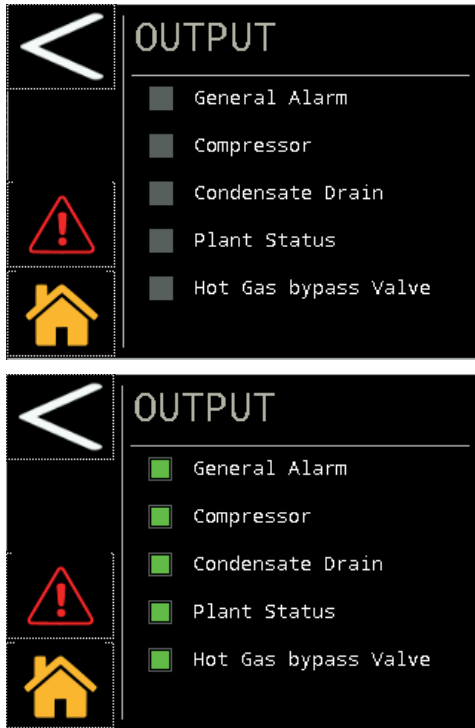 OUTPUT
General Alarm
Compressor
Condensate Drain
Plant Status
Hot Gas bypass Valve
OUTPUT
General Alarm
Compressor
Condensate Drain
Plant Status
Hot Gas bypass Valve